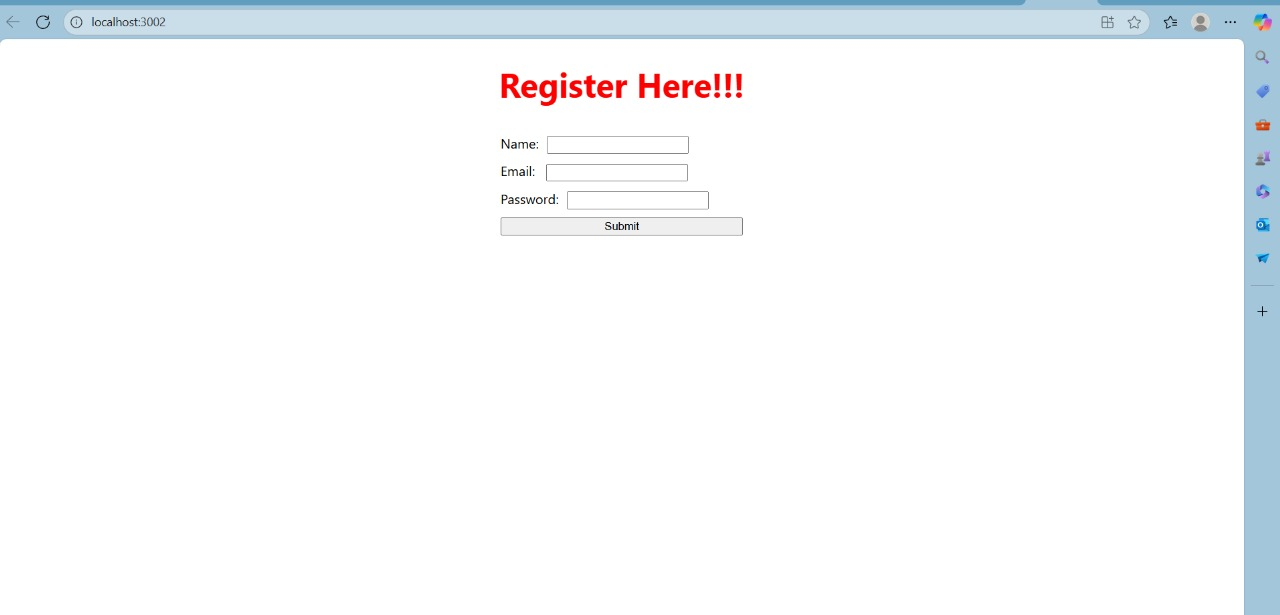 localhost:3002
Register Here!!!
Name:
Email:
Password:
Submit